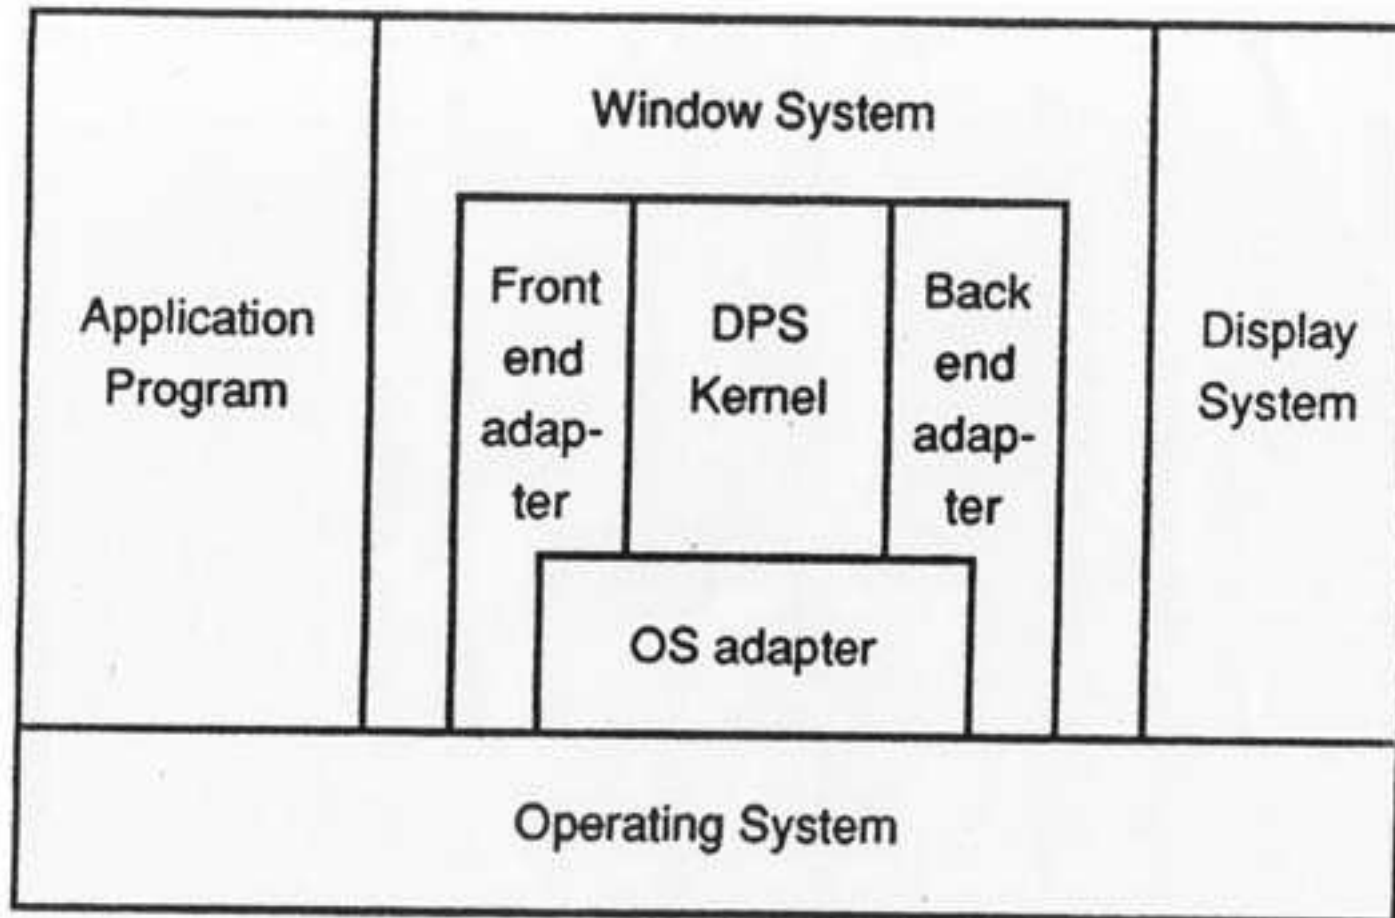 Window System
Application
Program
Front
end
adap-
ter
DPS
Kernel
Back
end
adap-
ter
Display
System
OS adapter
Operating System